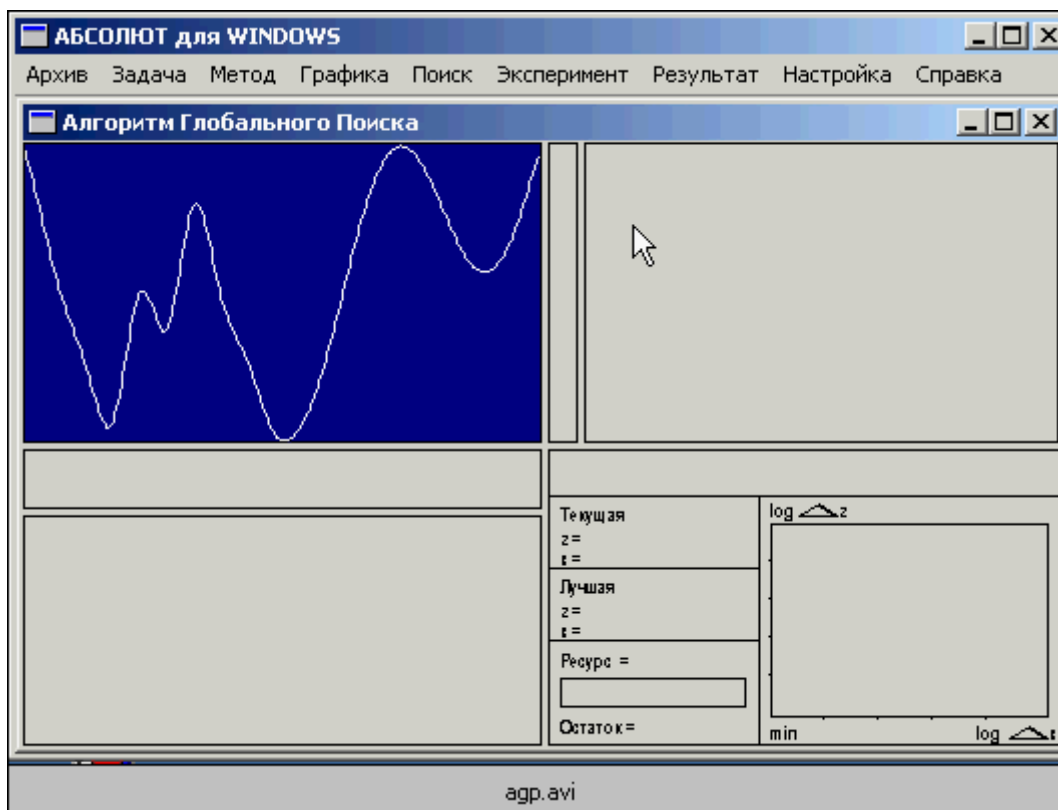 АБСОЛЮТ для WINDOWS
Архив Задача Метод Графика Поиск Эксперимент Результат Настройка Справка
Алгоритм Глобального Поиска
Текущая
z =
ε =
Лучшая
z =
ε =
Ресурс =
Остаток =
log z
min log ε
agp.avi